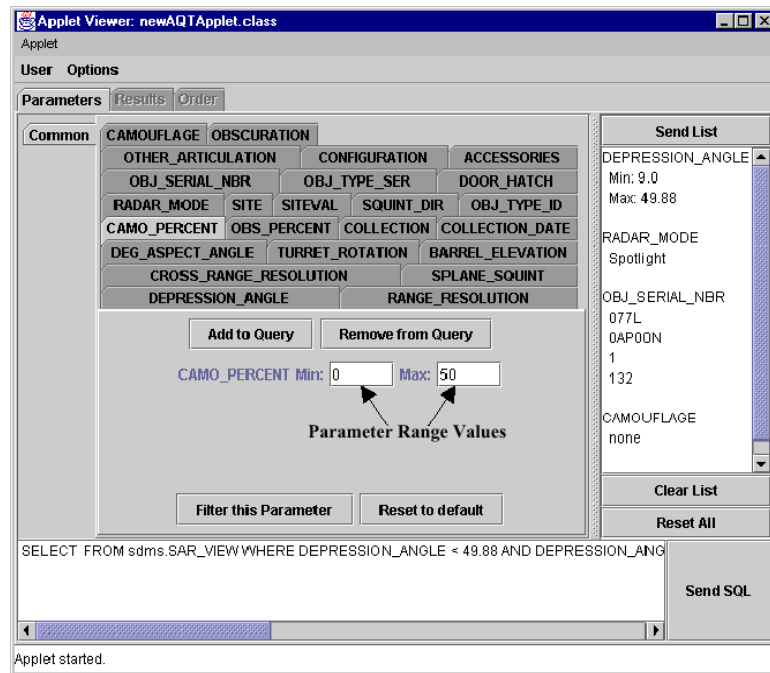 Applet Viewer: newAQTApplet.class
Applet
User Options
Parameters Results Order
Common
CAMOUFLAGE OBSCURATION
OTHER_ARTICULATION CONFIGURATION ACCESSORIES
OBJ_SERIAL_NBR OBJ_TYPE_SER DOOR_HATCH
RADAR_MODE SITE SITEVAL SQUINT_DIR OBJ_TYPE_ID
CAMO_PERCENT OBS_PERCENT COLLECTION COLLECTION_DATE
DEG_ASPECT_ANGLE TURRET_ROTATION BARREL_ELEVATION
CROSS_RANGE_RESOLUTION SPLANE_SQUINT
DEPRESSION_ANGLE RANGE_RESOLUTION
Add to Query Remove from Query
CAMO_PERCENT Min: 0 Max: 50
Parameter Range Values
Filter this Parameter Reset to default
Send List
DEPRESSION_ANGLE
Min: 9.0
Max: 49.88
RADAR_MODE
Spotlight
OBJ_SERIAL_NBR
077L
0AP00N
1
132
CAMOUFLAGE
none
Clear List
Reset All
SELECT FROM sdms.SAR_VIEW WHERE DEPRESSION_ANGLE < 49.88 AND DEPRESSION_ANG
Send SQL
Applet started.